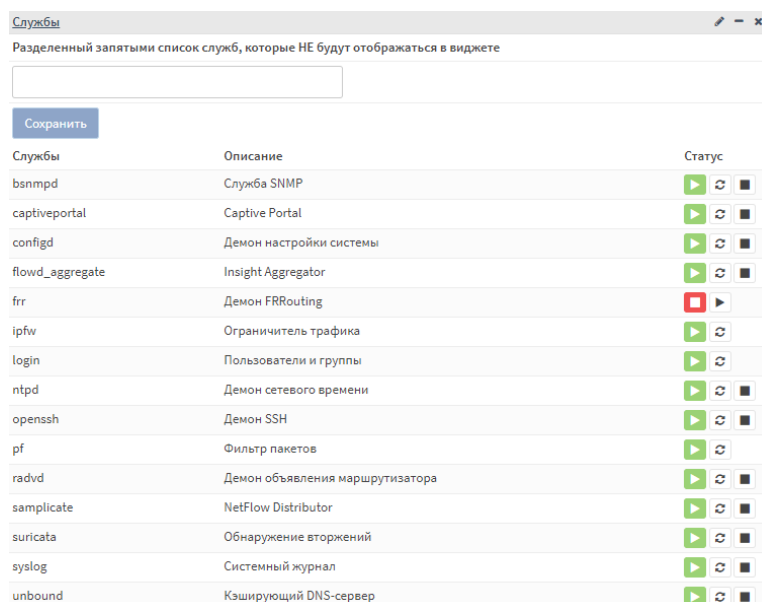 Службы
Разделенный запятыми список служб, которые НЕ будут отображаться в виджете
Сохранить
Службы Описание Статус
bsnmpd Служба SNMP
captiveportal Captive Portal
configd Демон настройки системы
flowd_aggregate Insight Aggregator
frr Демон FRRouting
ipfw Ограничитель трафика
login Пользователи и группы
ntpd Демон сетевого времени
openssh Демон SSH
pf Фильтр пакетов
radvd Демон объявления маршрутизатора
samplicate NetFlow Distributor
suricata Обнаружение вторжений
syslog Системный журнал
unbound Кэширующий DNS-сервер